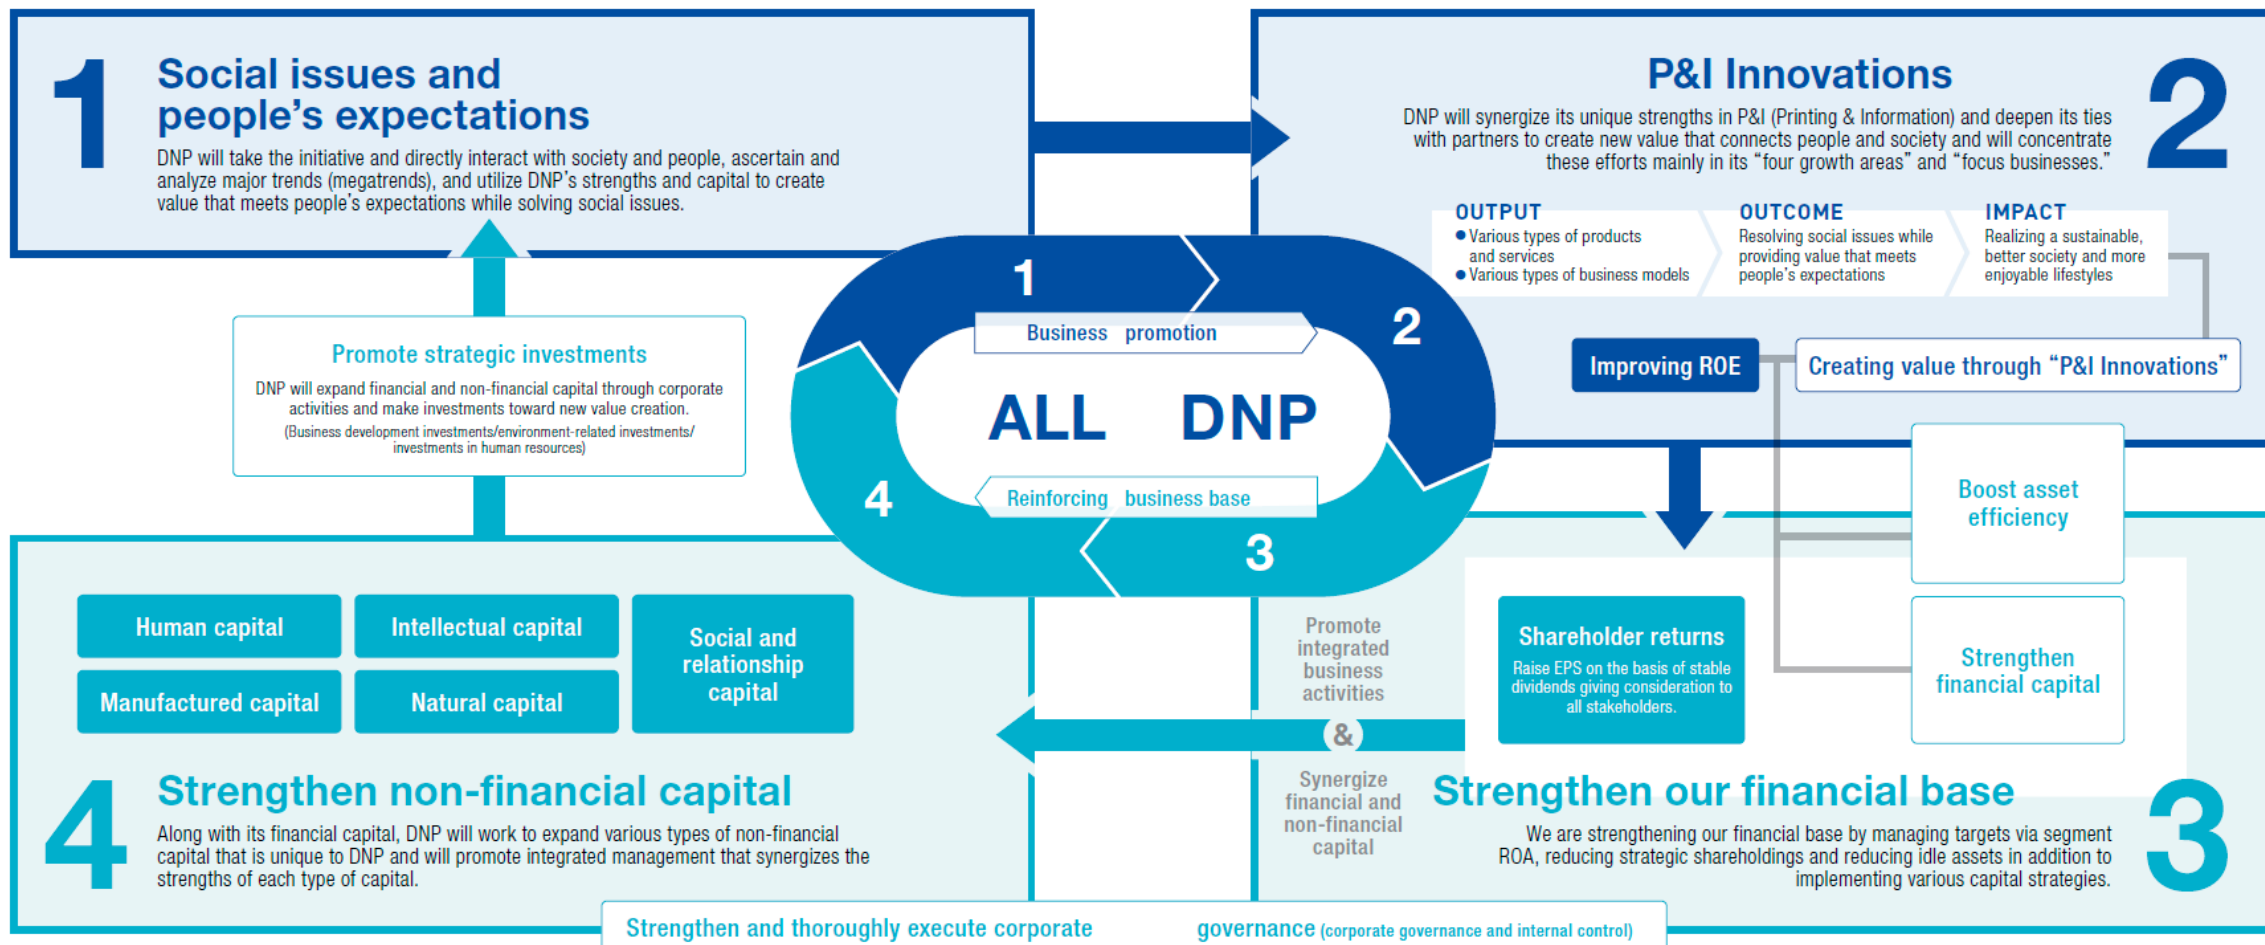 1
Social issues and
people’s expectations
DNP will take the initiative and directly interact with society and people, ascertain and
analyze major trends (megatrends), and utilize DNP’s strengths and capital to create
value that meets people’s expectations while solving social issues.
P&I Innovations
2
DNP will synergize its unique strengths in P&I (Printing & Information) and deepen its ties
with partners to create new value that connects people and society and will concentrate
these efforts mainly in its “four growth areas” and “focus businesses.”
OUTPUT
● Various types of products
and services
● Various types of business models
OUTCOME
Resolving social issues while
providing value that meets
people’s expectations
IMPACT
Realizing a sustainable,
better society and more
enjoyable lifestyles
Improving ROE
Creating value through “P&I Innovations”
Promote strategic investments
DNP will expand financial and non-financial capital through corporate
activities and make investments toward new value creation.
(Business development investments/environment-related investments/
investments in human resources)
1
2
Business promotion
ALL DNP
Reinforcing business base
4
3
Boost asset
efficiency
Strengthen
financial capital
Shareholder returns
Raise EPS on the basis of stable
dividends giving consideration to
all stakeholders.
Promote
integrated
business
activities
&
Synergize
financial and
non-financial
capital
Strengthen our financial base
3
We are strengthening our financial base by managing targets via segment
ROA, reducing strategic shareholdings and reducing idle assets in addition to
implementing various capital strategies.
Human capital
Intellectual capital
Social and
relationship
capital
Manufactured capital
Natural capital
4
Strengthen non-financial capital
Along with its financial capital, DNP will work to expand various types of non-financial
capital that is unique to DNP and will promote integrated management that synergizes the
strengths of each type of capital.
Strengthen and thoroughly execute corporate governance (corporate governance and internal control)